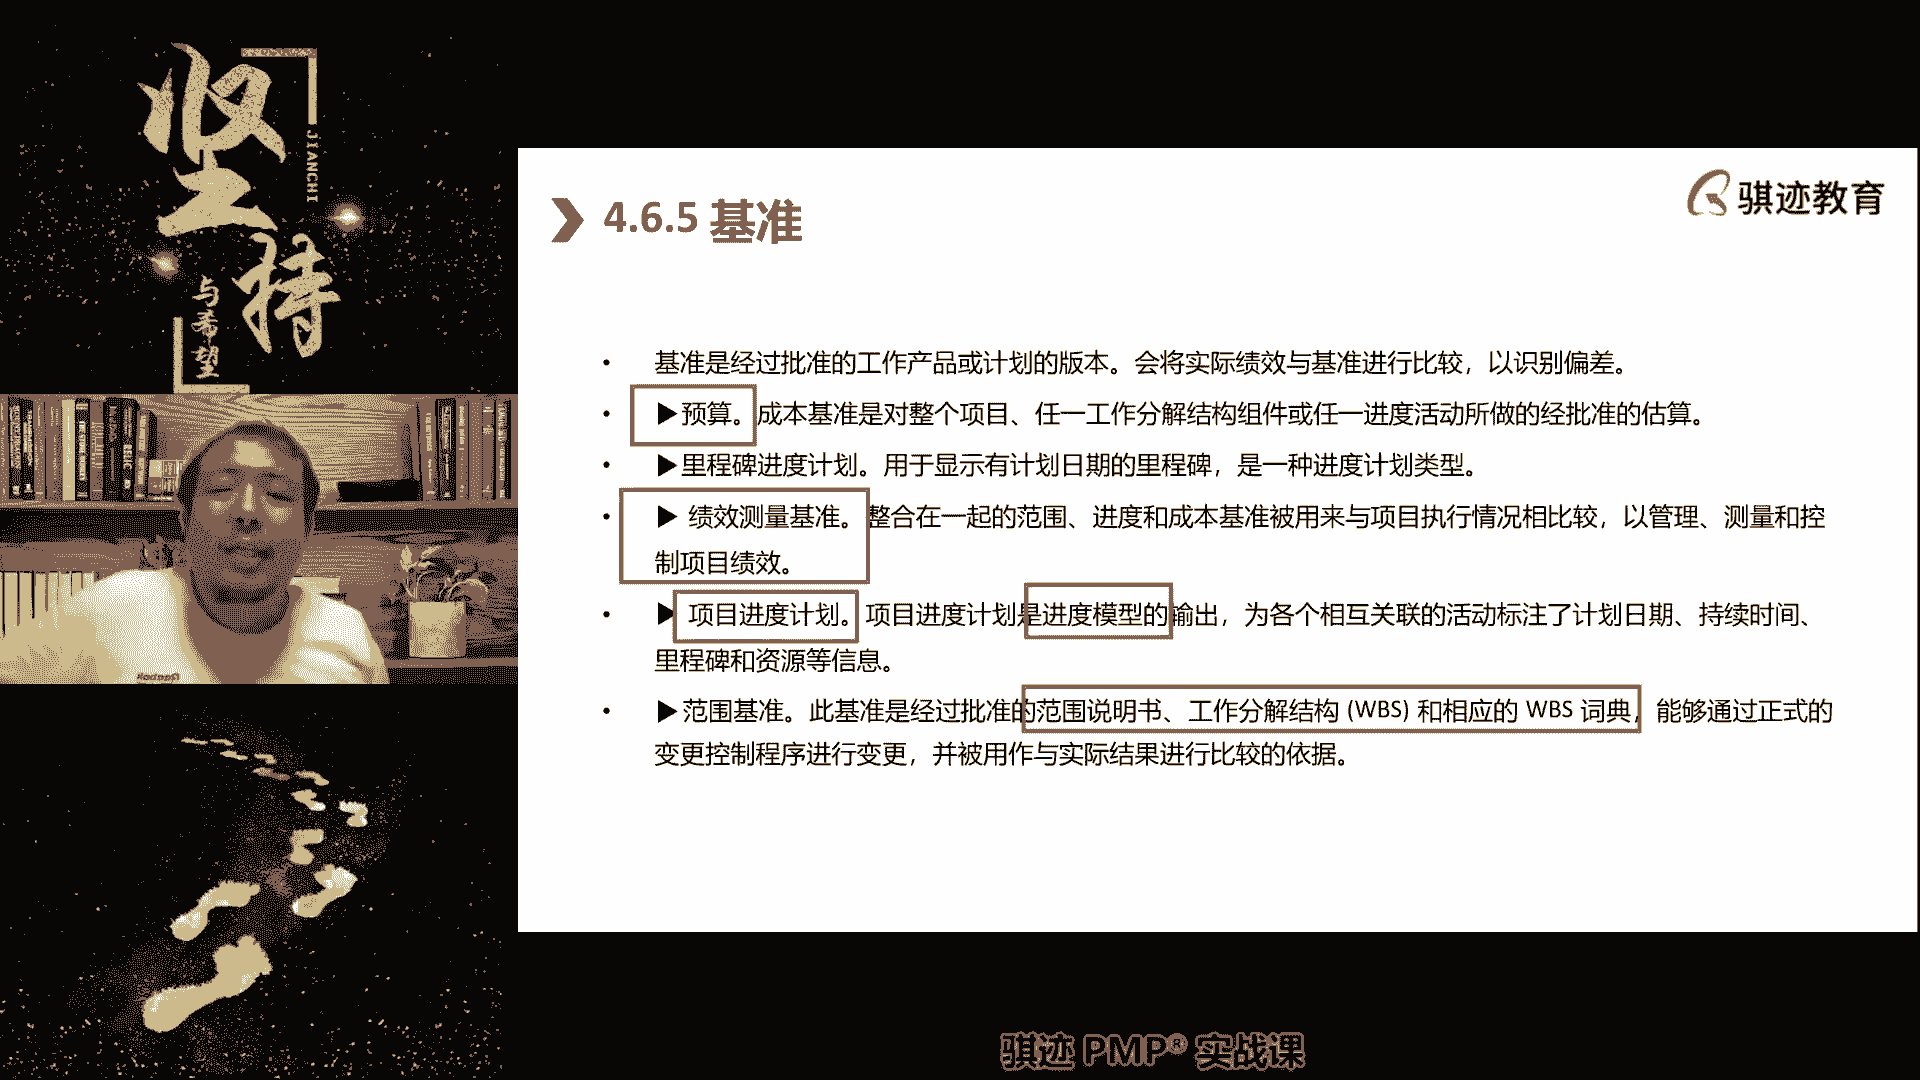 坚持
JIANCHI
与希望
骐迹教育
4.6.5 基准
• 基准是经过批准的工作产品或计划的版本。会将实际绩效与基准进行比较，以识别偏差。
• ▶预算。成本基准是对整个项目、任一工作分解结构组件或任一进度活动所做的经批准的估算。
• ▶里程碑进度计划。用于显示有计划日期的里程碑，是一种进度计划类型。
• ▶ 绩效测量基准。整合在一起的范围、进度和成本基准被用来与项目执行情况相比较，以管理、测量和控
制项目绩效。
• ▶ 项目进度计划。项目进度计划是进度模型的输出，为各个相互关联的活动标注了计划日期、持续时间、
里程碑和资源等信息。
• ▶范围基准。此基准是经过批准的范围说明书、工作分解结构 (WBS) 和相应的 WBS 词典，能够通过正式的
变更控制程序进行变更，并被用作与实际结果进行比较的依据。
骐迹 PMP® 实战课